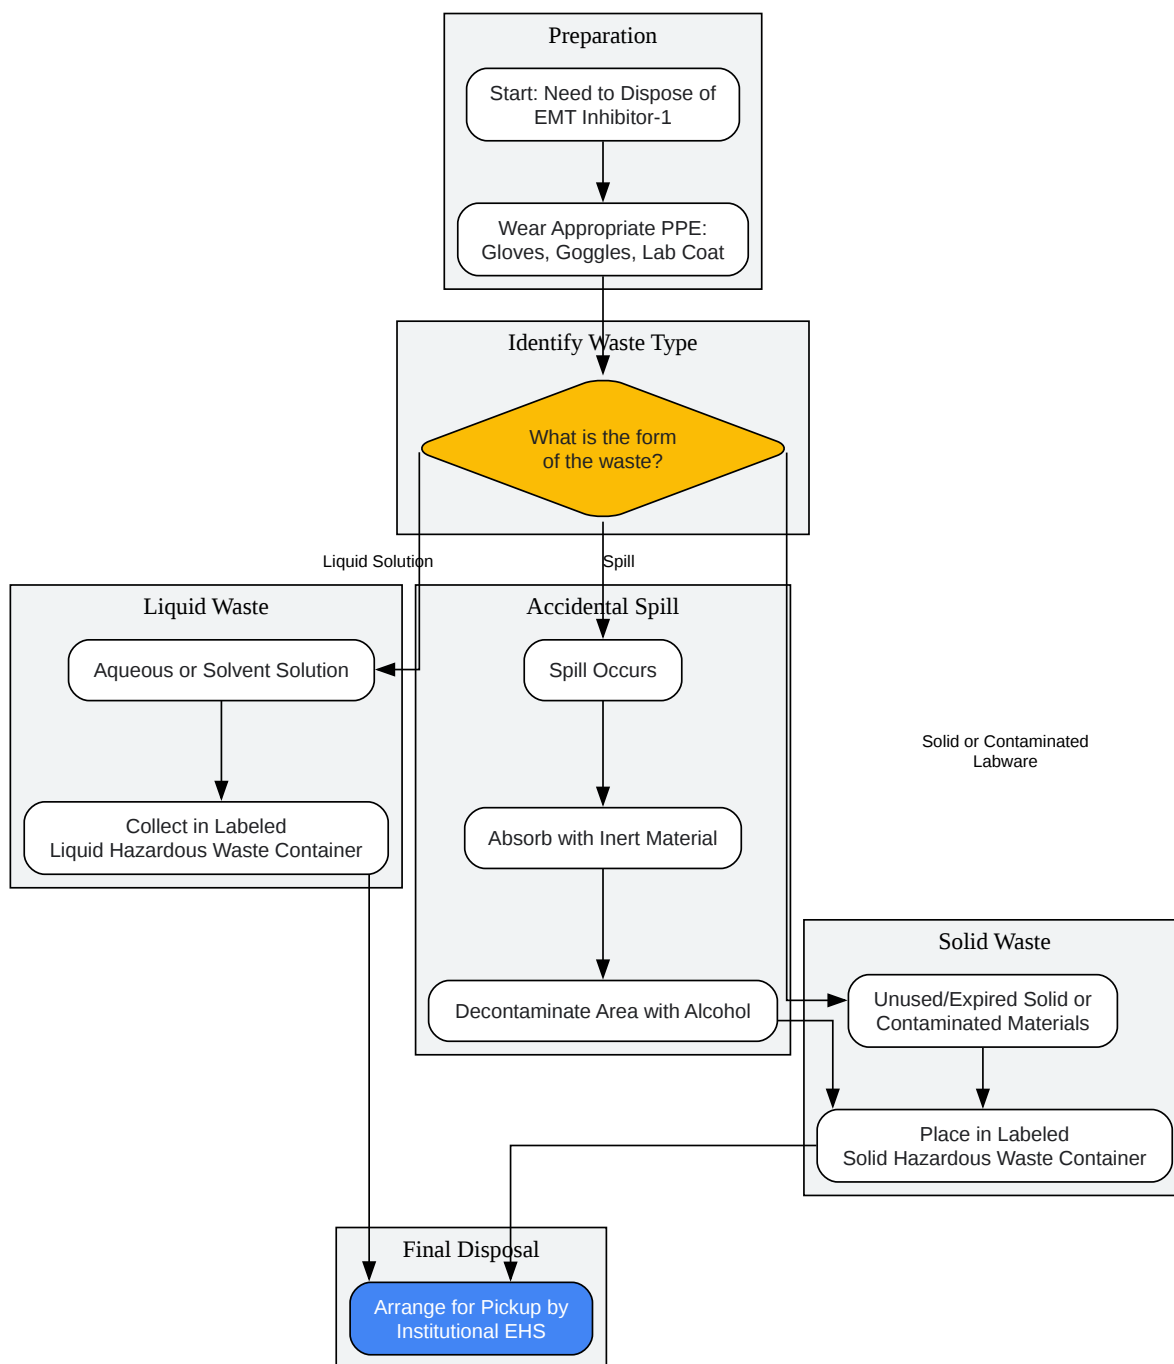 Preparation
Start: Need to Dispose of
EMT Inhibitor-1
Wear Appropriate PPE:
Gloves, Goggles, Lab Coat
Identify Waste Type
What is the form
of the waste?
Liquid Solution
Spill
Liquid Waste
Aqueous or Solvent Solution
Collect in Labeled
Liquid Hazardous Waste Container
Accidental Spill
Spill Occurs
Absorb with Inert Material
Decontaminate Area with Alcohol
Solid or Contaminated
Labware
Solid Waste
Unused/Expired Solid or
Contaminated Materials
Place in Labeled
Solid Hazardous Waste Container
Final Disposal
Arrange for Pickup by
Institutional EHS